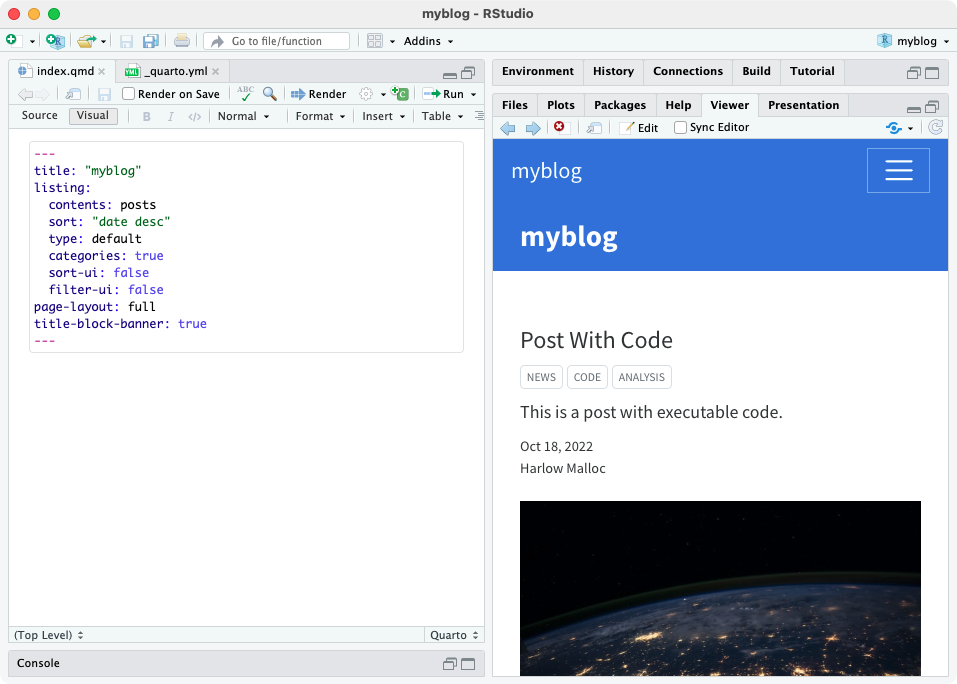 myblog - RStudio
Go to file/function
Addins
myblog
index.qmd
_quarto.yml
Render on Save
ABC
Render
Run
Source
Visual
B
I
</>
Normal
Format
Insert
Table
---
title: "myblog"
listing:
  contents: posts
  sort: "date desc"
  type: default
  categories: true
  sort-ui: false
  filter-ui: false
page-layout: full
title-block-banner: true
---
(Top Level)
Quarto
Console
Environment
History
Connections
Build
Tutorial
Files
Plots
Packages
Help
Viewer
Presentation
Edit
Sync Editor
myblog
myblog
Post With Code
NEWS
CODE
ANALYSIS
This is a post with executable code.
Oct 18, 2022
Harlow Malloc